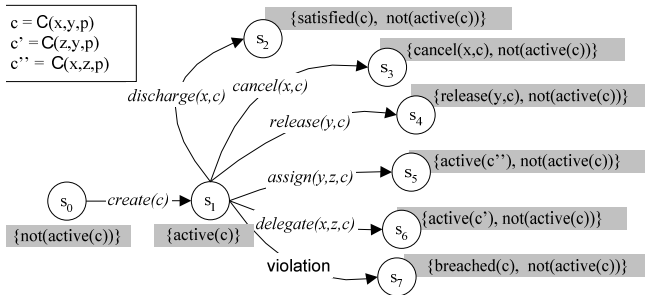 c = C(x,y,p)
c' = C(z,y,p)
c'' = C(x,z,p)
{satisfied(c), not(active(c))}
s2
{cancel(x,c), not(active(c))}
s3
discharge(x,c)
cancel(x,c)
{release(y,c), not(active(c))}
release(y,c)
s4
{active(c''), not(active(c))}
assign(y,z,c)
s5
s0
create(c)
s1
{active(c'), not(active(c))}
delegate(x,z,c)
s6
{not(active(c))}
{active(c)}
violation
{breached(c), not(active(c))}
s7